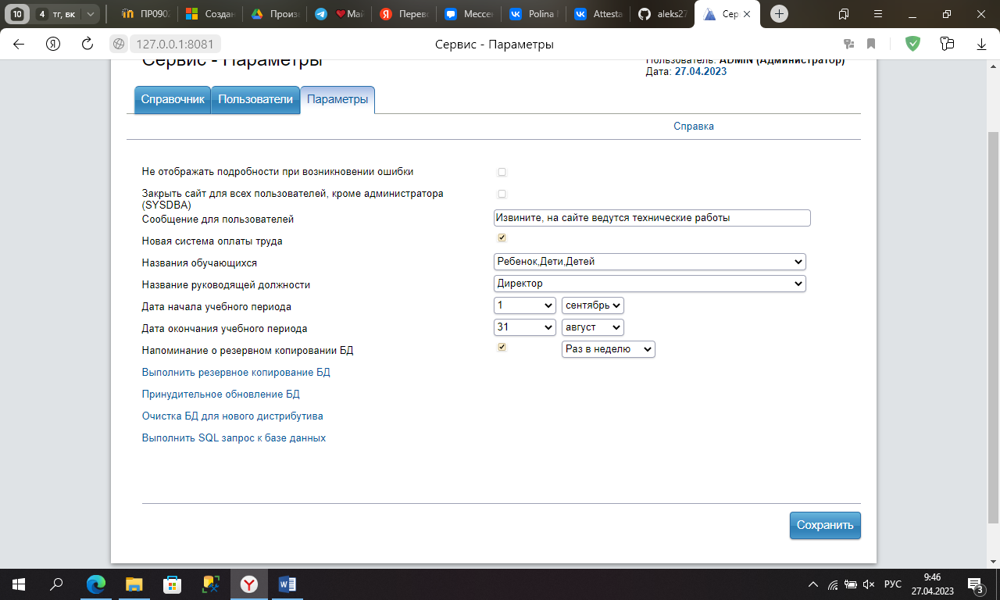 10 4 тг, вк ПР0902 Создан Произв Май Перево Мессен Polina Attesta aleks27 Сер
127.0.0.1:8081 Сервис - Параметры
Сервис - Параметры
Пользователь: ADMIN (Администратор)
Дата: 27.04.2023
Справочник Пользователи Параметры
Справка
Не отображать подробности при возникновении ошибки
Закрыть сайт для всех пользователей, кроме администратора
(SYSDBA)
Сообщение для пользователей Извините, на сайте ведутся технические работы
Новая система оплаты труда
Названия обучающихся Ребенок,Дети,Детей
Название руководящей должности Директор
Дата начала учебного периода 1 сентябрь
Дата окончания учебного периода 31 август
Напоминание о резервном копировании БД Раз в неделю
Выполнить резервное копирование БД
Принудительное обновление БД
Очистка БД для нового дистрибутива
Выполнить SQL запрос к базе данных
Сохранить
РУС 9:46
27.04.2023 3